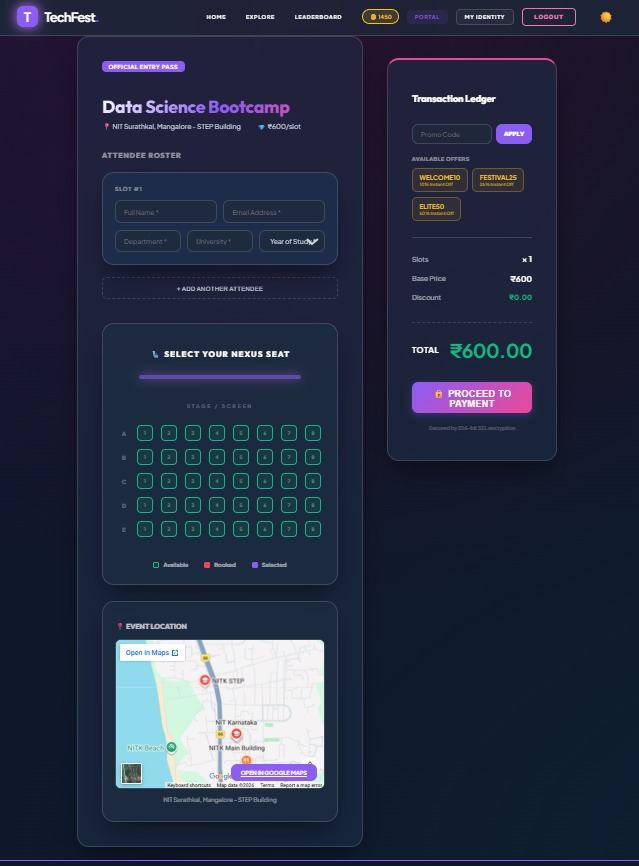 T TechFest.
HOME EXPLORE LEADERBOARD 1450 PORTAL MY IDENTITY LOGOUT
OFFICIAL ENTRY PASS
Data Science Bootcamp
NIT Surathkal, Mangalore - STEP Building ₹600/slot
ATTENDEE ROSTER
SLOT #1
Full Name * Email Address *
Department * University * Year of Study*
+ ADD ANOTHER ATTENDEE
SELECT YOUR NEXUS SEAT
STAGE / SCREEN
A 1 2 3 4 5 6 7 8
B 1 2 3 4 5 6 7 8
C 1 2 3 4 5 6 7 8
D 1 2 3 4 5 6 7 8
E 1 2 3 4 5 6 7 8
Available Booked Selected
EVENT LOCATION
Open in Maps
66
NITK STEP
NIT Karnataka
66
NITK Beach
NITK Main Building
OPEN IN GOOGLE MAPS
Keyboard shortcuts Map data ©2026 Terms Report a map error
NIT Surathkal, Mangalore - STEP Building
Transaction Ledger
Promo Code APPLY
AVAILABLE OFFERS
WELCOME10 FESTIVAL25
10% Instant Off 25% Instant Off
ELITE50
50% Instant Off
Slots x 1
Base Price ₹600
Discount ₹0.00
TOTAL ₹600.00
PROCEED TO
PAYMENT
Secured by 256-bit SSL encryption